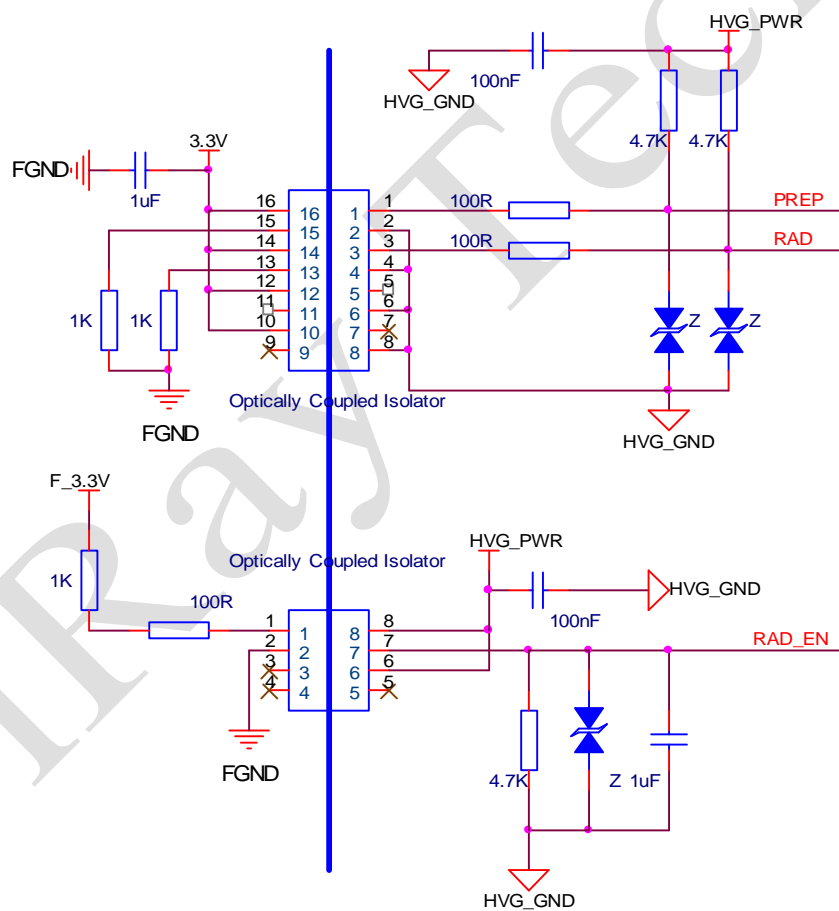 HVG_PWR
100nF
HVG_GND
4.7K 4.7K
3.3V
FGND
1uF
16 16 1 1 100R PREP
15 15 2 2
14 14 3 3 100R RAD
13 13 4 4
12 12 5 5
11 11 6 6
10 10 7 7
9 9 8 8
1K 1K Z Z
Optically Coupled Isolator
FGND
HVG_GND
F_3.3V
HVG_PWR
Optically Coupled Isolator
1K
HVG_GND
100R
100nF
1 1 8 8
2 2 7 7 RAD_EN
3 3 6 6
4 4 5 5
FGND
4.7K Z 1uF
HVG_GND
iRay Tec